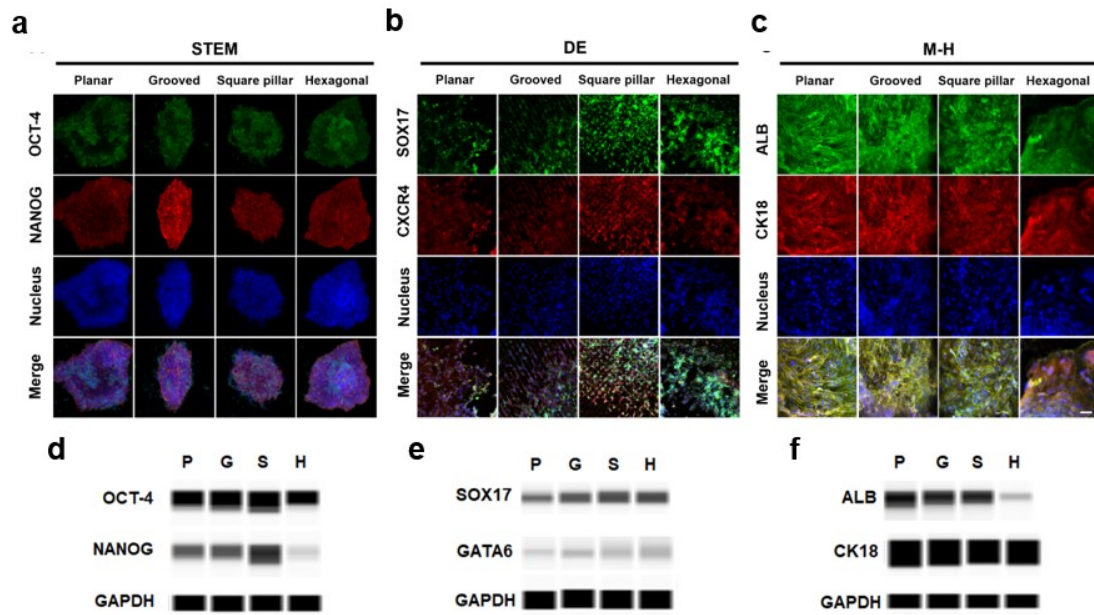 a
STEM
Planar Grooved Square pillar Hexagonal
OCT-4
NANOG
Nucleus
Merge
b
DE
Planar Grooved Square pillar Hexagonal
SOX17
CXCR4
Nucleus
Merge
c
M-H
Planar Grooved Square pillar Hexagonal
ALB
CK18
Nucleus
Merge
d
P G S H
OCT-4
NANOG
GAPDH
e
P G S H
SOX17
GATA6
GAPDH
f
P G S H
ALB
CK18
GAPDH